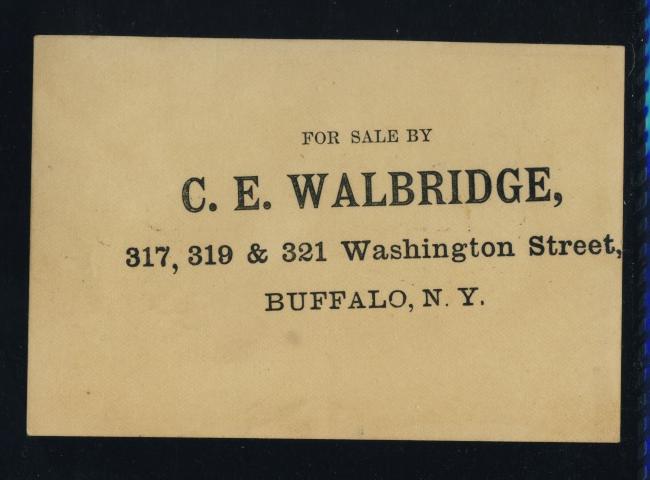 FOR SALE BY
C. E. WALBRIDGE,
317, 319 & 321 Washington Street,
BUFFALO, N. Y.